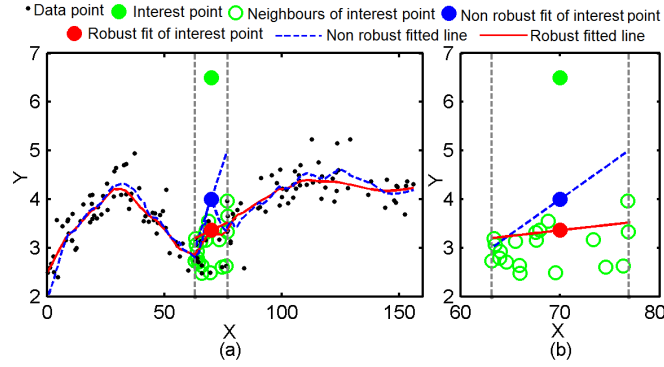 Data point Interest point Neighbours of interest point Non robust fit of interest point
Robust fit of interest point Non robust fitted line Robust fitted line
7 7
6 6
5 5
Y 4 Y 4
3 3
2 2
0 50 100 150 60 70 80
X X
(a) (b)